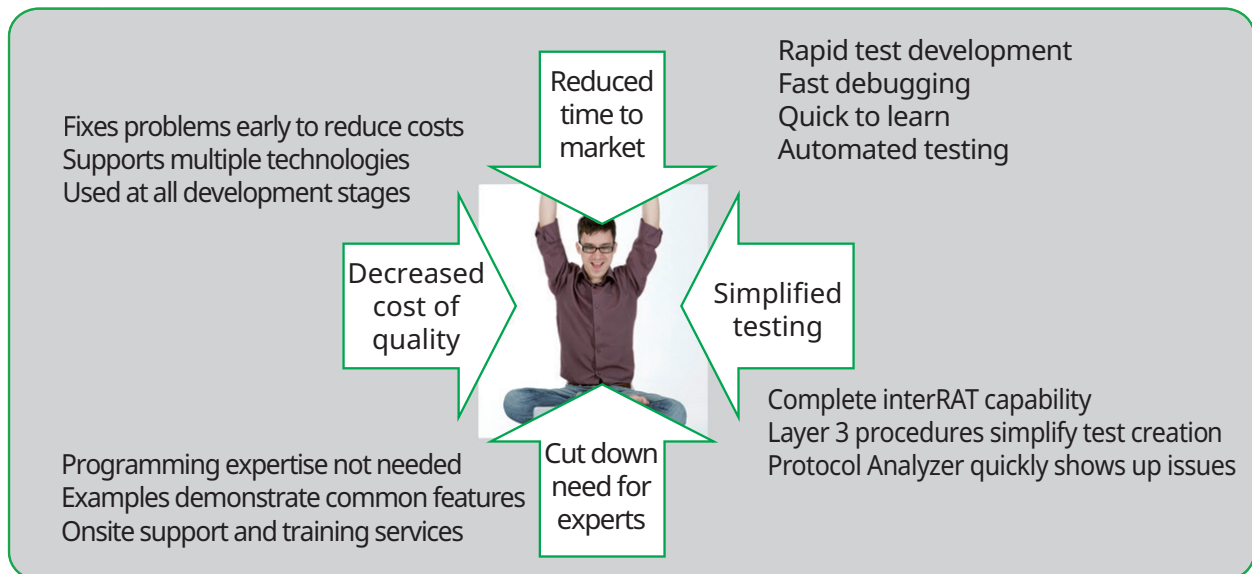 Reduced
time to
market
Rapid test development
Fast debugging
Quick to learn
Automated testing
Fixes problems early to reduce costs
Supports multiple technologies
Used at all development stages
Decreased
cost of
quality
Simplified
testing
Complete interRAT capability
Layer 3 procedures simplify test creation
Protocol Analyzer quickly shows up issues
Programming expertise not needed
Examples demonstrate common features
Onsite support and training services
Cut down
need for
experts